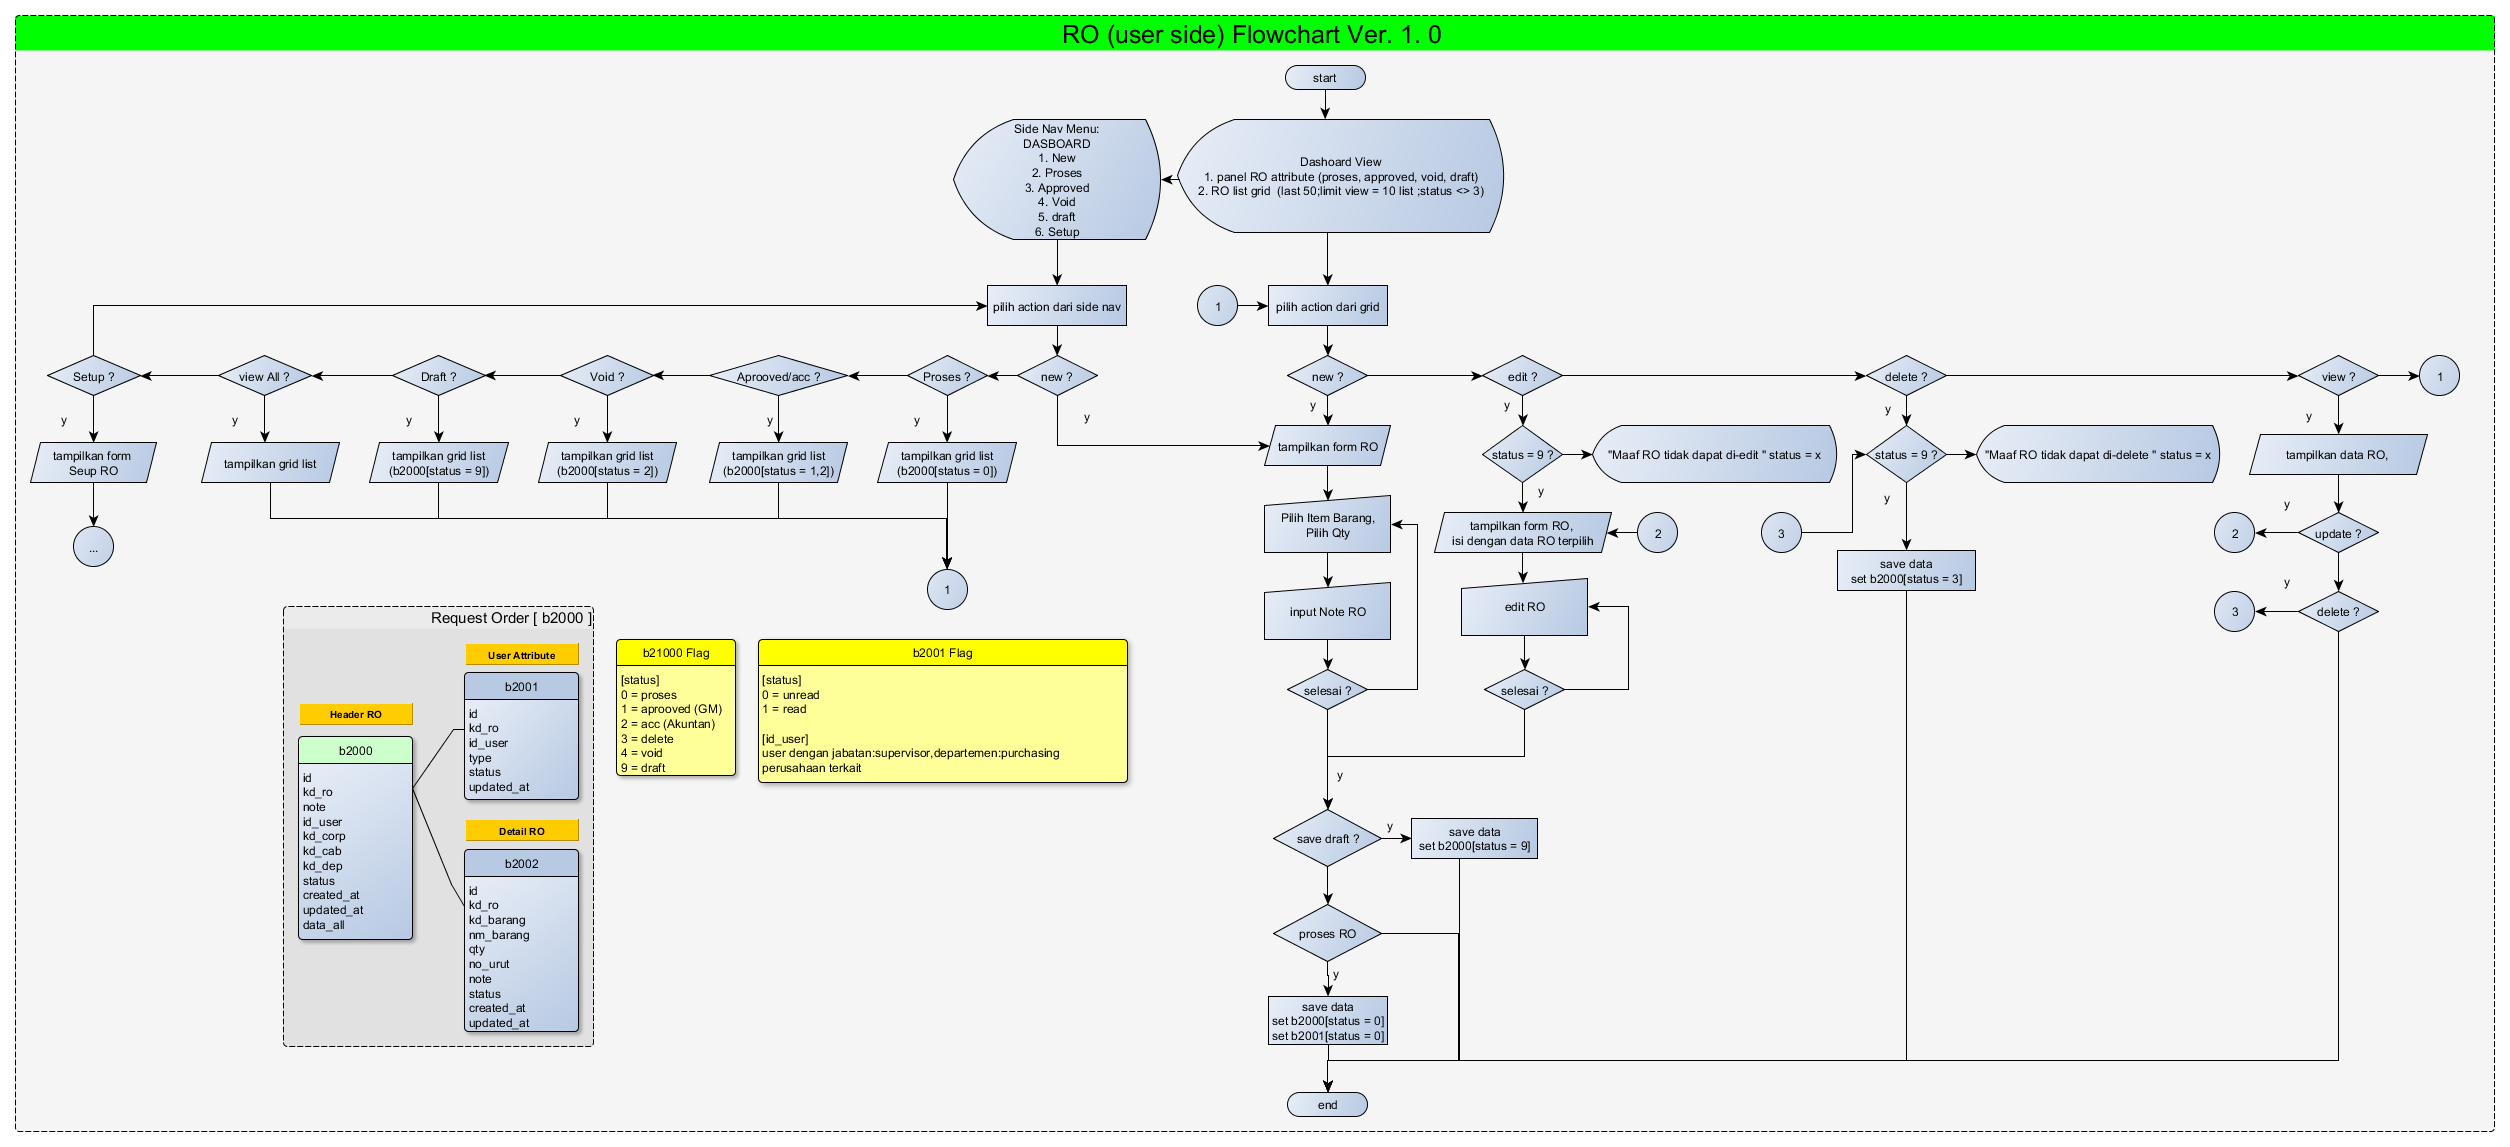 RO (user side) Flowchart Ver. 1. 0
start
Side Nav Menu:
DASBOARD
1. New
2. Proses
3. Approved
4. Void
5. draft
6. Setup
Dashoard View
1. panel RO attribute (proses, approved, void, draft)
2. RO list grid (last 50;limit view = 10 list ;status <> 3)
pilih action dari side nav
1
pilih action dari grid
Setup ?
view All ?
Draft ?
Void ?
Aprooved/acc ?
Proses ?
new ?
new ?
edit ?
delete ?
view ?
1
y
y
y
y
y
y
y
y
y
y
y
tampilkan form
Seup RO
tampilkan grid list
tampilkan grid list
(b2000[status = 9])
tampilkan grid list
(b2000[status = 2])
tampilkan grid list
(b2000[status = 1,2])
tampilkan grid list
(b2000[status = 0])
tampilkan form RO
status = 9 ?
"Maaf RO tidak dapat di-edit " status = x
status = 9 ?
"Maaf RO tidak dapat di-delete " status = x
tampilkan data RO,
y
y
y
...
Pilih Item Barang,
Pilih Qty
tampilkan form RO,
isi dengan data RO terpilih
2
3
2
update ?
save data
set b2000[status = 3]
y
1
input Note RO
edit RO
3
delete ?
selesai ?
selesai ?
Request Order [ b2000 ]
User Attribute
b2001
id
kd_ro
id_user
type
status
updated_at
Header RO
b2000
id
kd_ro
note
id_user
kd_corp
kd_cab
kd_dep
status
created_at
updated_at
data_all
Detail RO
b2002
id
kd_ro
kd_barang
nm_barang
qty
no_urut
note
status
created_at
updated_at
b21000 Flag
[status]
0 = proses
1 = aprooved (GM)
2 = acc (Akuntan)
3 = delete
4 = void
9 = draft
b2001 Flag
[status]
0 = unread
1 = read
[id_user]
user dengan jabatan:supervisor,departemen:purchasing
perusahaan terkait
y
save draft ?
y
save data
set b2000[status = 9]
proses RO
y
save data
set b2000[status = 0]
set b2001[status = 0]
end